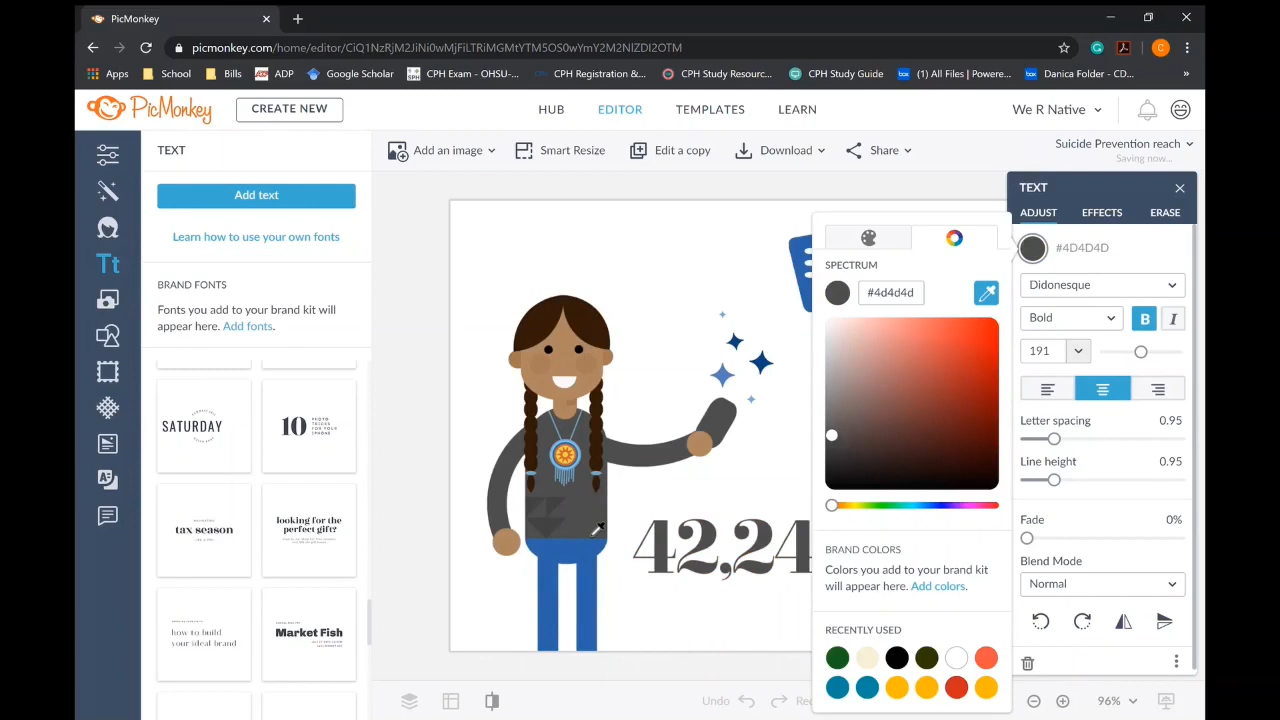 PicMonkey
picmonkey.com/home/editor/CiQ1NzRjM2JiNi0wMjFiLTRiMGMtYTM5OS0wYmY2M2NlZDI2OTM
Apps School Bills ADP Google Scholar CPH Exam - OHSU-... CPH Registration &... CPH Study Resourc... CPH Study Guide (1) All Files | Powere... Danica Folder - CD... »
PicMonkey CREATE NEW HUB EDITOR TEMPLATES LEARN We R Native
TEXT
Add an image Smart Resize Edit a copy Download Share
Suicide Prevention reach
Saving now...
Add text
Learn how to use your own fonts
BRAND FONTS
Fonts you add to your brand kit will
appear here. Add fonts.
SATURDAY
10 PHOTO
TRICKS
FOR YOUR
IPHONE
tax season
looking for the
perfect gift?
how to build
your ideal brand
Market Fish
42,24
SPECTRUM
#4d4d4d
BRAND COLORS
Colors you add to your brand kit
will appear here. Add colors.
RECENTLY USED
TEXT
ADJUST EFFECTS ERASE
#4D4D4D
Didonesque
Bold B I
191
Letter spacing 0.95
Line height 0.95
Fade 0%
Blend Mode
Normal
Undo
96%